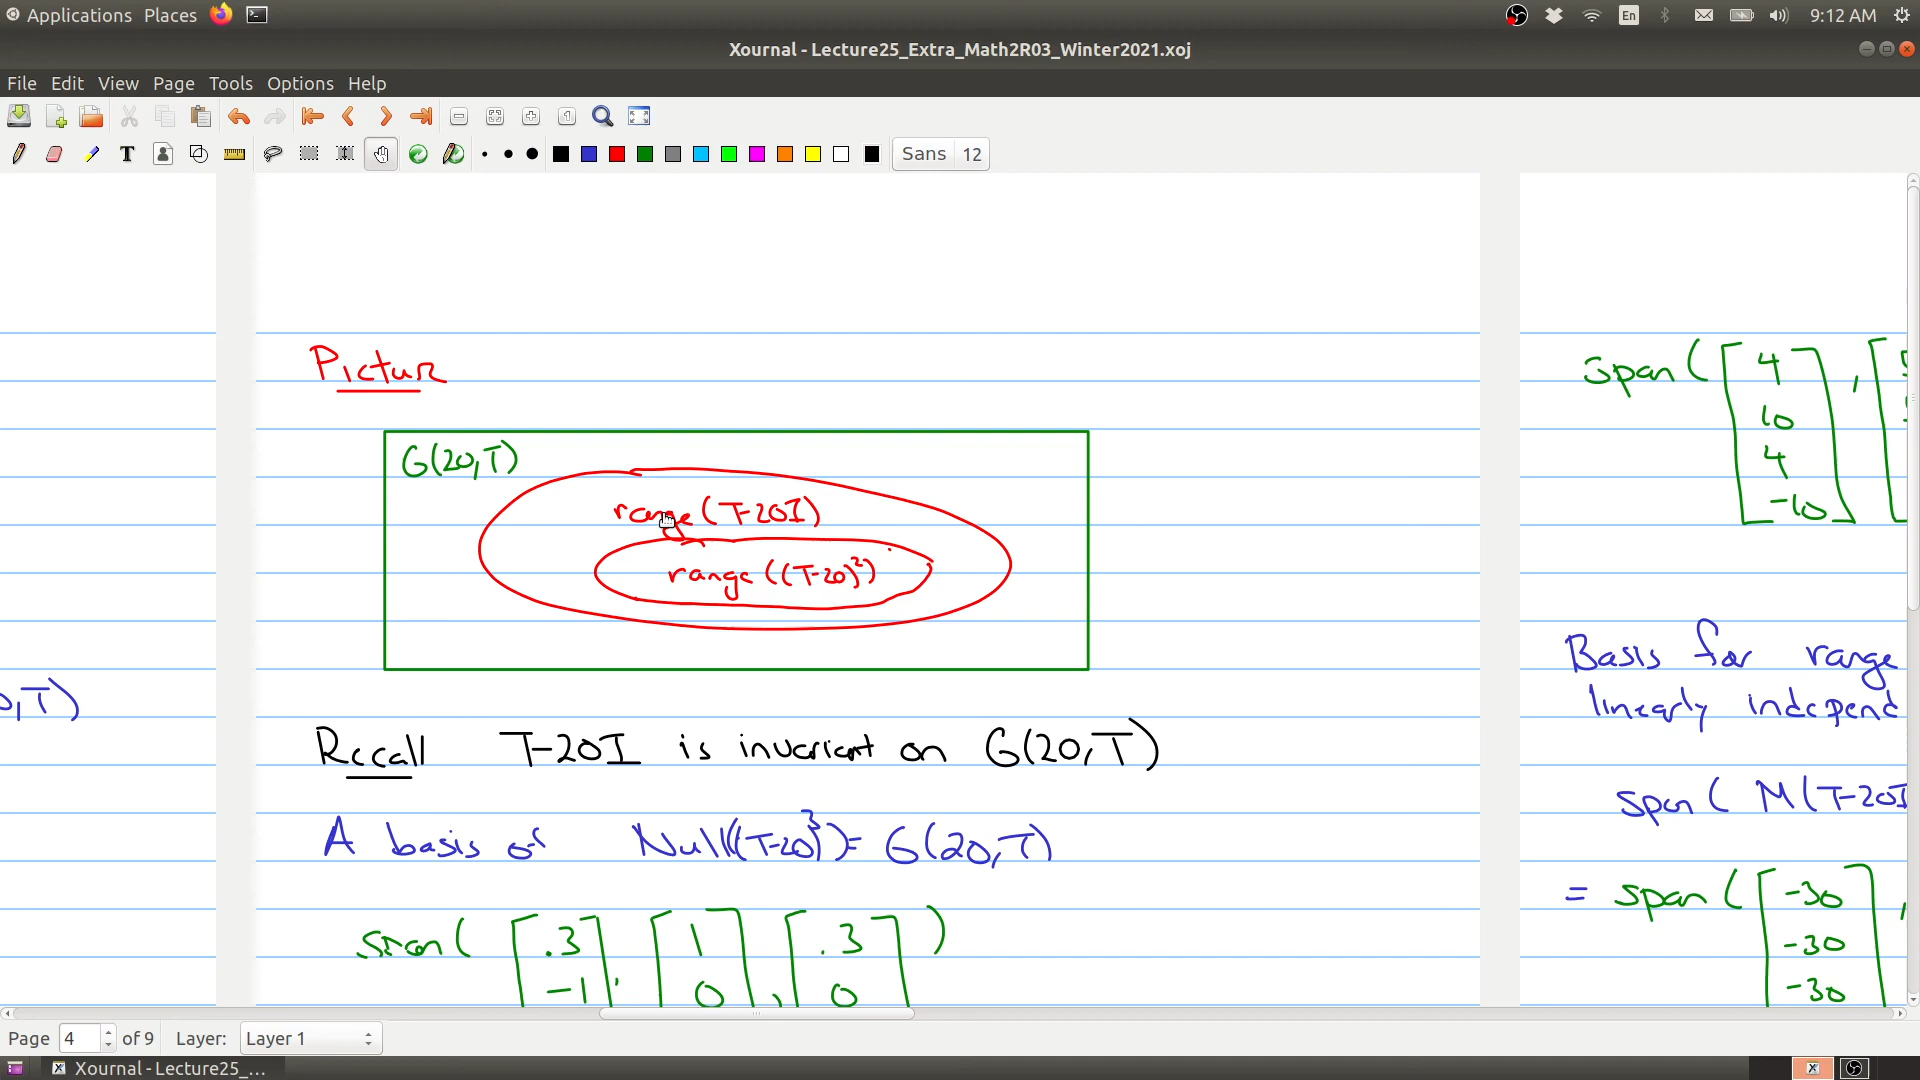 Applications Places En 9:12 AM
Xournal - Lecture25_Extra_Math2R03_Winter2021.xoj
File Edit View Page Tools Options Help
Sans 12
Pictur
G(20,T)
range (T-20I)
range ((T-20)²)
0,T)
Recall T-20I is invariant on G(20,T)
A basis of Null((T-20)³) = G(20,T)
span( [ .3 -1 , [ 1 0 , [ .3 0 )
span( [ 4 10 4 -10 ] , [
Basis for range
linearly independ
span( M(T-20I
= span( [ -30 -30 -30
Page 4 of 9 Layer: Layer 1
Xournal - Lecture25_...